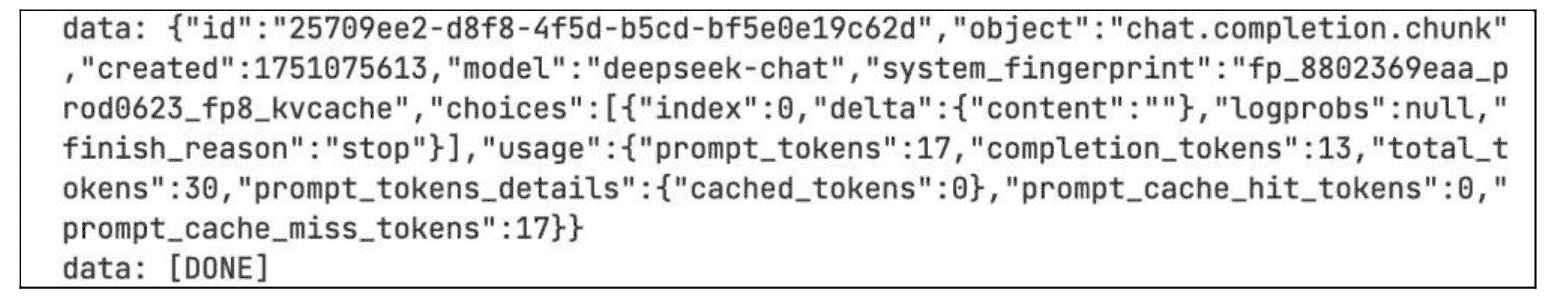 data: {"id":"25709ee2-d8f8-4f5d-b5cd-bf5e0e19c62d","object":"chat.completion.chunk"
,"created":1751075613,"model":"deepseek-chat","system_fingerprint":"fp_8802369eaa_p
rod0623_fp8_kvcache","choices":[{"index":0,"delta":{"content":""},"logprobs":null,"
finish_reason":"stop"}],"usage":{"prompt_tokens":17,"completion_tokens":13,"total_t
okens":30,"prompt_tokens_details":{"cached_tokens":0},"prompt_cache_hit_tokens":0,"
prompt_cache_miss_tokens":17}}
data: [DONE]